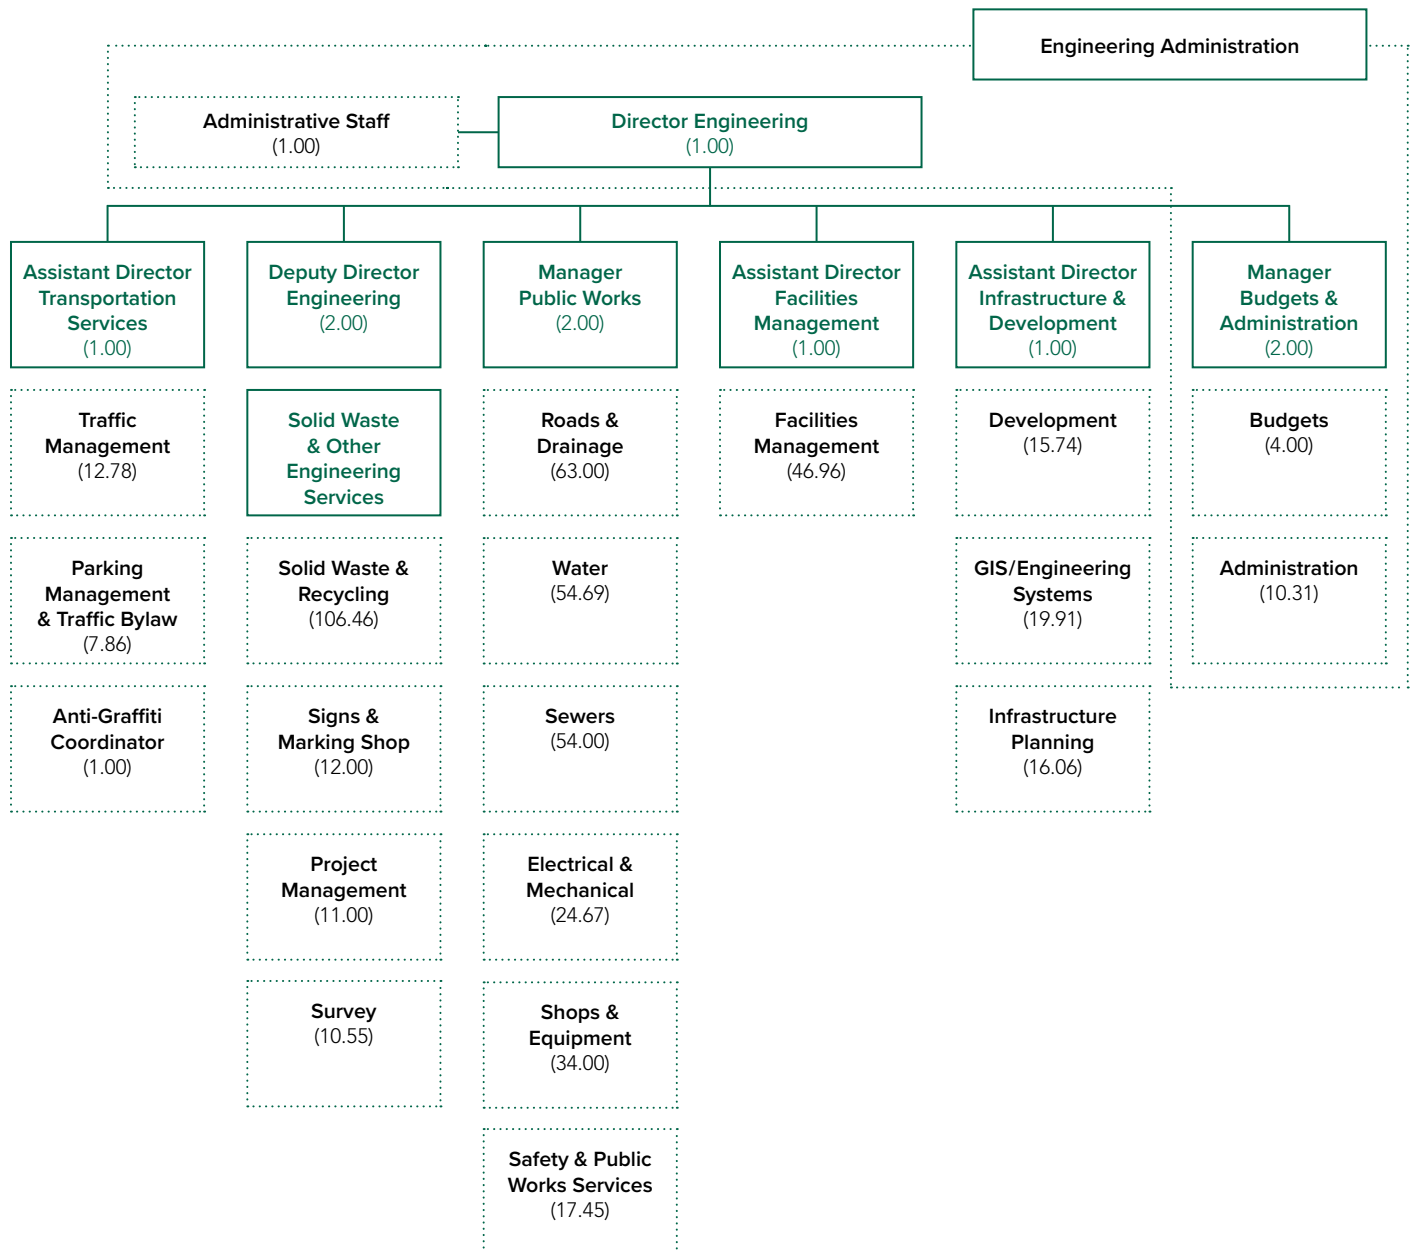 Engineering Administration
Administrative Staff
(1.00)
Director Engineering
(1.00)
Assistant Director
Transportation
Services
(1.00)
Deputy Director
Engineering
(2.00)
Manager
Public Works
(2.00)
Assistant Director
Facilities
Management
(1.00)
Assistant Director
Infrastructure &
Development
(1.00)
Manager
Budgets &
Administration
(2.00)
Traffic
Management
(12.78)
Solid Waste
& Other
Engineering
Services
Roads &
Drainage
(63.00)
Facilities
Management
(46.96)
Development
(15.74)
Budgets
(4.00)
Parking
Management
& Traffic Bylaw
(7.86)
Solid Waste &
Recycling
(106.46)
Water
(54.69)
GIS/Engineering
Systems
(19.91)
Administration
(10.31)
Anti-Graffiti
Coordinator
(1.00)
Signs &
Marking Shop
(12.00)
Sewers
(54.00)
Infrastructure
Planning
(16.06)
Project
Management
(11.00)
Electrical &
Mechanical
(24.67)
Survey
(10.55)
Shops &
Equipment
(34.00)
Safety & Public
Works Services
(17.45)